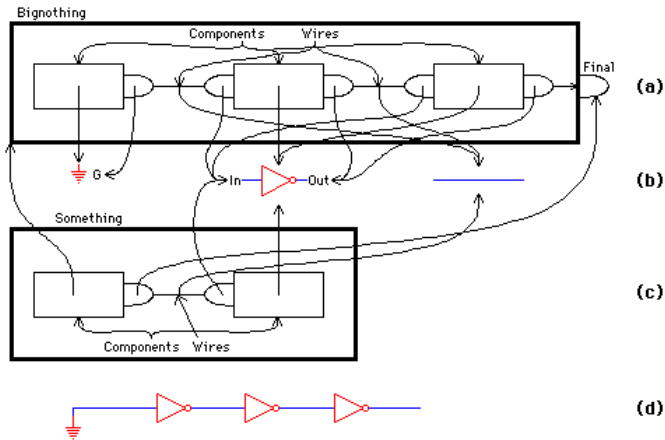 Bignothing
Components Wires
Final
(a)
G In Out (b)
Something
(c)
Components Wires
(d)